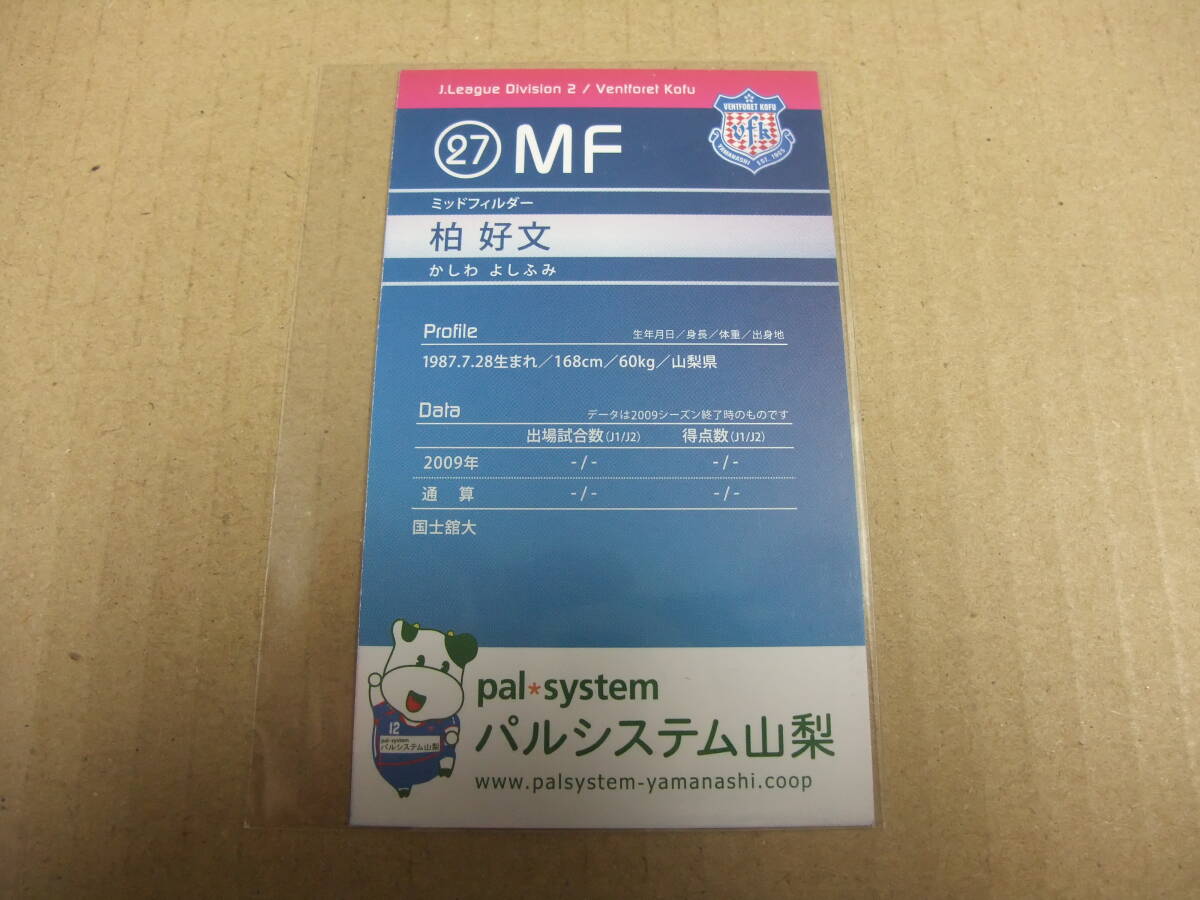 J.League Division 2 / Ventforet Kofu
VENTFORET KOFU
vfk
YAMANASHI EST. 1965
27 MF
ミッドフィルダー
柏 好文
かしわ よしふみ
Profile 生年月日／身長／体重／出身地
1987.7.28生まれ／168cm／60kg／山梨県
Data データは2009シーズン終了時のものです
出場試合数(J1/J2) 得点数(J1/J2)
2009年 - / - - / -
通 算 - / - - / -
国士舘大
12
pal*system
パルシステム山梨
pal*system
パルシステム山梨
www.palsystem-yamanashi.coop